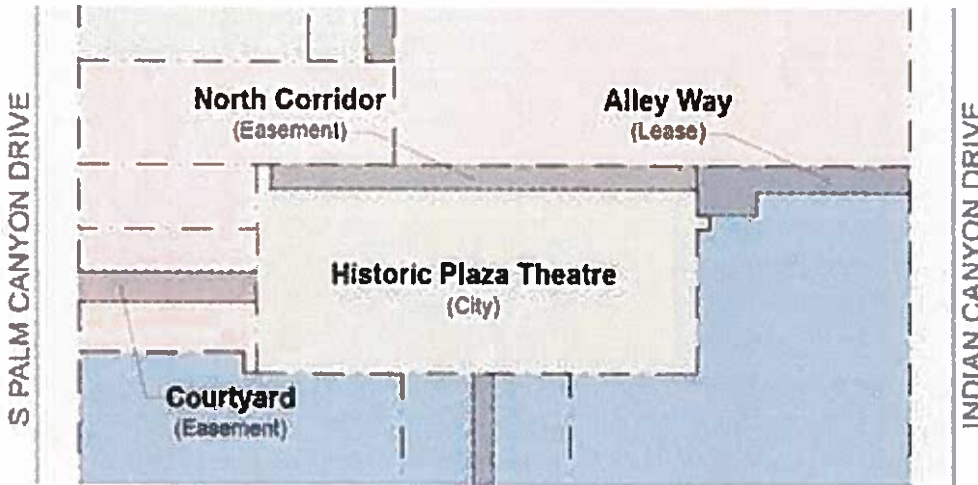 S PALM CANYON DRIVE
North Corridor
(Easement)
Alley Way
(Lease)
Historic Plaza Theatre
(City)
Courtyard
(Easement)
INDIAN CANYON DRIVE